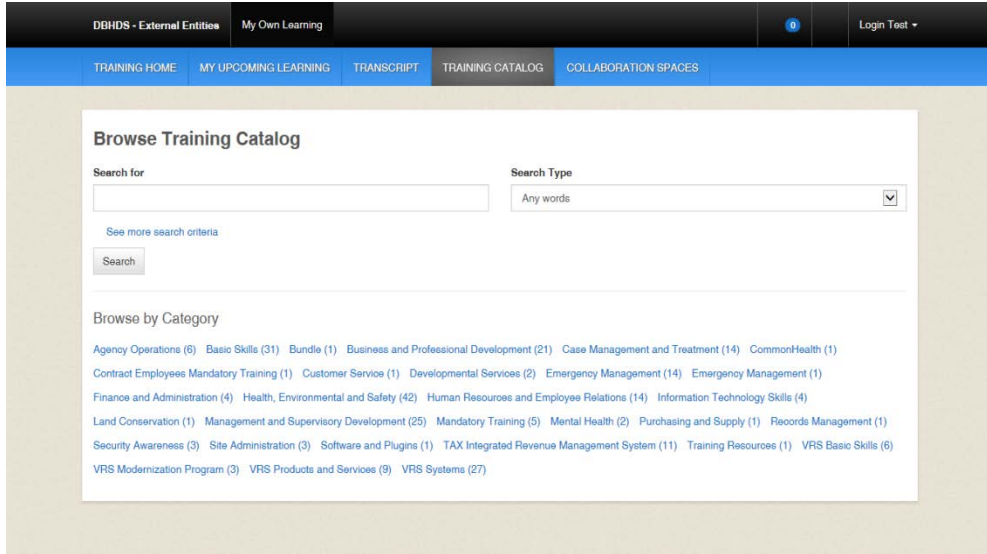 DBHDS - External Entities My Own Learning 0 Login Test
TRAINING HOME MY UPCOMING LEARNING TRANSCRIPT TRAINING CATALOG COLLABORATION SPACES
Browse Training Catalog
Search for Search Type
Any words
See more search criteria
Search
Browse by Category
Agency Operations (6) Basic Skills (31) Bundle (1) Business and Professional Development (21) Case Management and Treatment (14) CommonHealth (1)
Contract Employees Mandatory Training (1) Customer Service (1) Developmental Services (2) Emergency Management (14) Emergency Management (1)
Finance and Administration (4) Health, Environmental and Safety (42) Human Resources and Employee Relations (14) Information Technology Skills (4)
Land Conservation (1) Management and Supervisory Development (25) Mandatory Training (5) Mental Health (2) Purchasing and Supply (1) Records Management (1)
Security Awareness (3) Site Administration (3) Software and Plugins (1) TAX Integrated Revenue Management System (11) Training Resources (1) VRS Basic Skills (6)
VRS Modernization Program (3) VRS Products and Services (9) VRS Systems (27)